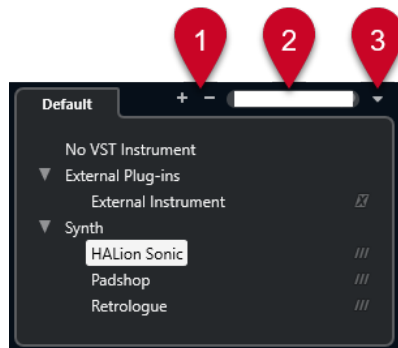 1 2 3
Default + −
No VST Instrument
External Plug-ins
External Instrument
Synth
HALion Sonic
Padshop
Retrologue